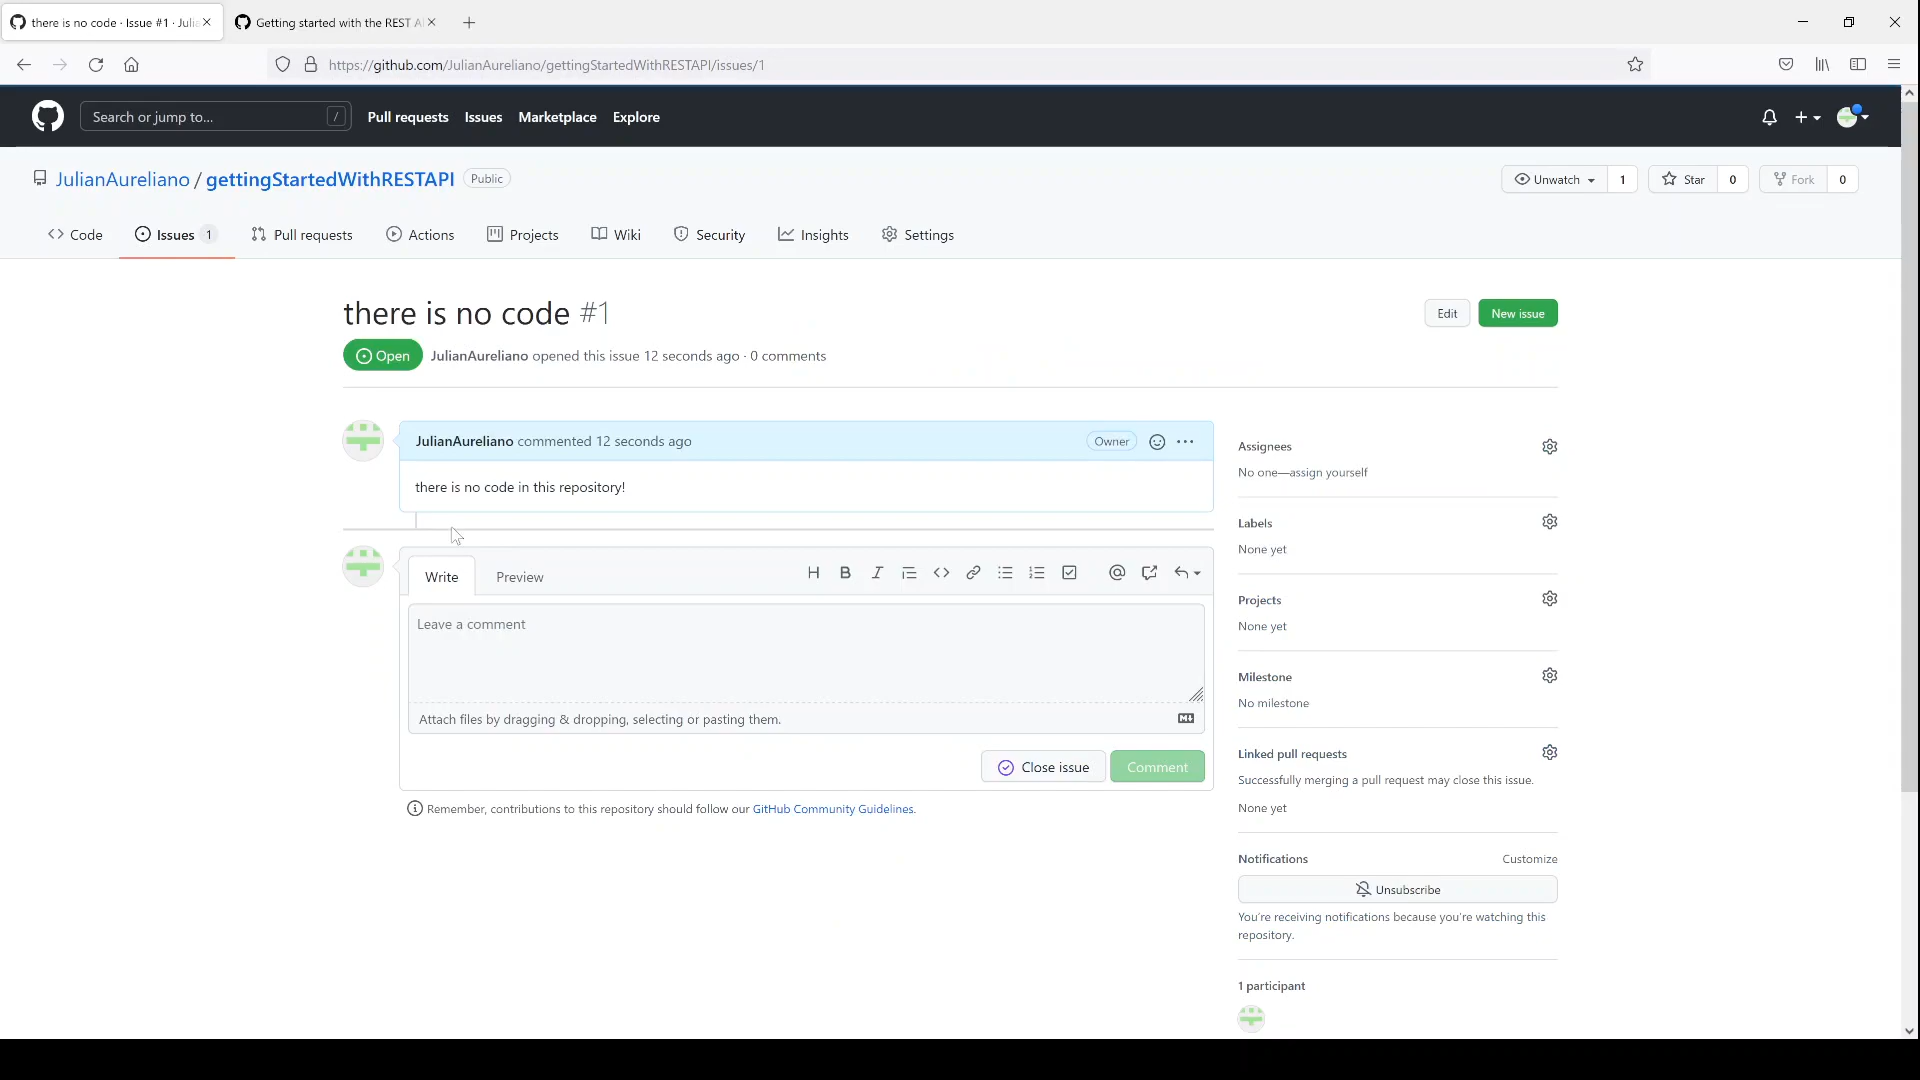 there is no code · Issue #1 · Juli
Getting started with the REST A
https://github.com/JulianAureliano/gettingStartedWithRESTAPI/issues/1
Search or jump to... /
Pull requests Issues Marketplace Explore
JulianAureliano / gettingStartedWithRESTAPI Public
Unwatch 1 Star 0 Fork 0
Code Issues 1 Pull requests Actions Projects Wiki Security Insights Settings
there is no code #1
Edit New issue
Open JulianAureliano opened this issue 12 seconds ago · 0 comments
JulianAureliano commented 12 seconds ago Owner
there is no code in this repository!
Write Preview
Leave a comment
Attach files by dragging & dropping, selecting or pasting them.
Close issue Comment
Remember, contributions to this repository should follow our GitHub Community Guidelines.
Assignees
No one—assign yourself
Labels
None yet
Projects
None yet
Milestone
No milestone
Linked pull requests
Successfully merging a pull request may close this issue.
None yet
Notifications Customize
Unsubscribe
You're receiving notifications because you're watching this
repository.
1 participant